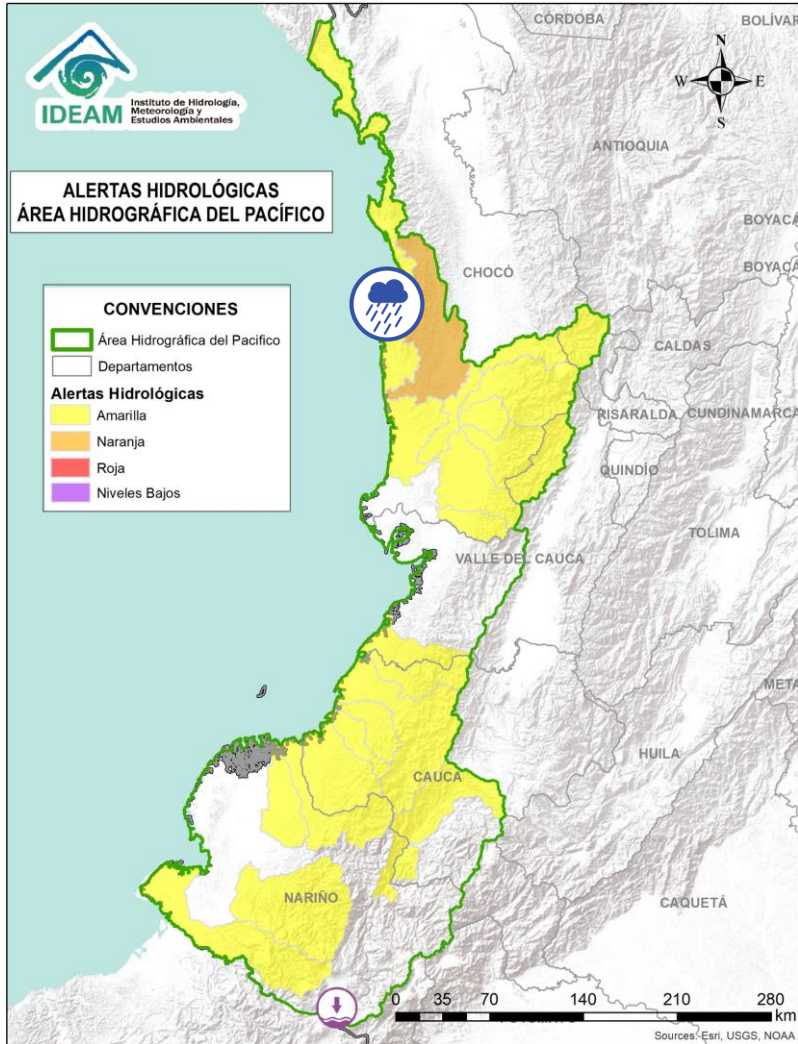 CÓRDOBA
BOLÍVAR
N
W
E
S
IDEAM
Instituto de Hidrología,
Meteorología y
Estudios Ambientales
ANTIOQUIA
ALERTAS HIDROLÓGICAS
ÁREA HIDROGRÁFICA DEL PACÍFICO
BOYACÁ
BOYACÁ
CHOCÓ
CONVENCIONES
Área Hidrográfica del Pacífico
Departamentos
Alertas Hidrológicas
Amarilla
Naranja
Roja
Niveles Bajos
CALDAS
RISARALDA
CUNDINAMARCA
QUINDÍO
TOLIMA
VALLE DEL CAUCA
META
HUILA
CAUCA
NARIÑO
CAQUETÁ
0 35 70 140 210 280
km
Sources: Esri, USGS, NOAA